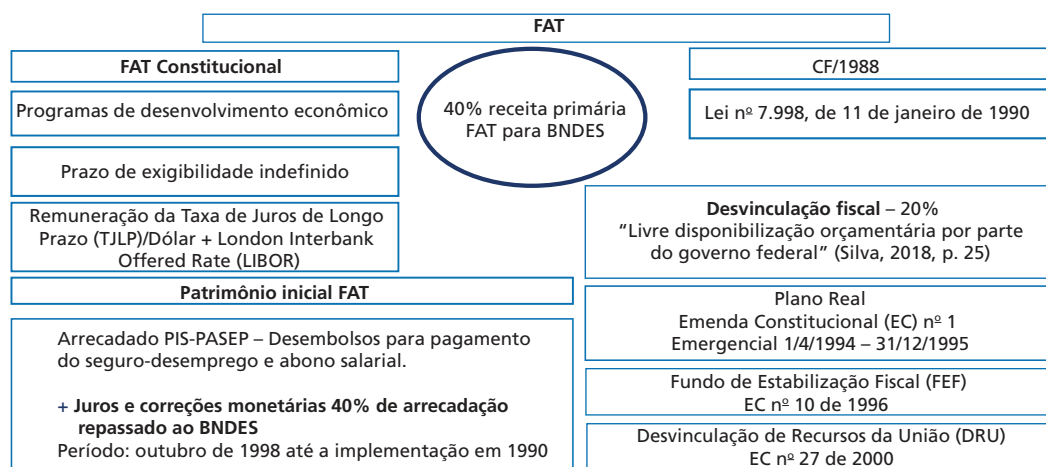 FAT
FAT Constitucional
Programas de desenvolvimento econômico
Prazo de exigibilidade indefinido
Remuneração da Taxa de Juros de Longo
Prazo (TJLP)/Dólar + London Interbank
Offered Rate (LIBOR)
Patrimônio inicial FAT
Arrecadado PIS-PASEP – Desembolsos para pagamento
do seguro-desemprego e abono salarial.
+ Juros e correções monetárias 40% de arrecadação
repassado ao BNDES
Período: outubro de 1998 até a implementação em 1990
40% receita primária
FAT para BNDES
CF/1988
Lei nº 7.998, de 11 de janeiro de 1990
Desvinculação fiscal – 20%
“Livre disponibilização orçamentária por parte
do governo federal” (Silva, 2018, p. 25)
Plano Real
Emenda Constitucional (EC) nº 1
Emergencial 1/4/1994 – 31/12/1995
Fundo de Estabilização Fiscal (FEF)
EC nº 10 de 1996
Desvinculação de Recursos da União (DRU)
EC nº 27 de 2000